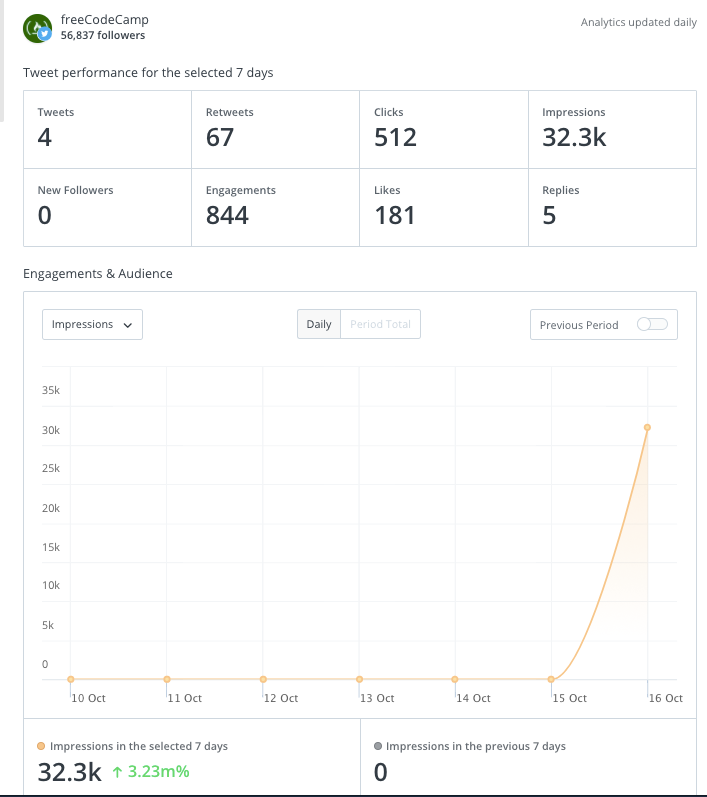 freeCodeCamp
56,837 followers
Analytics updated daily
Tweet performance for the selected 7 days
Tweets Retweets Clicks Impressions
4 67 512 32.3k
New Followers Engagements Likes Replies
0 844 181 5
Engagements & Audience
Impressions Daily Period Total Previous Period
35k
30k
25k
20k
15k
10k
5k
0
10 Oct 11 Oct 12 Oct 13 Oct 14 Oct 15 Oct 16 Oct
Impressions in the selected 7 days Impressions in the previous 7 days
32.3k ↑ 3.23m% 0